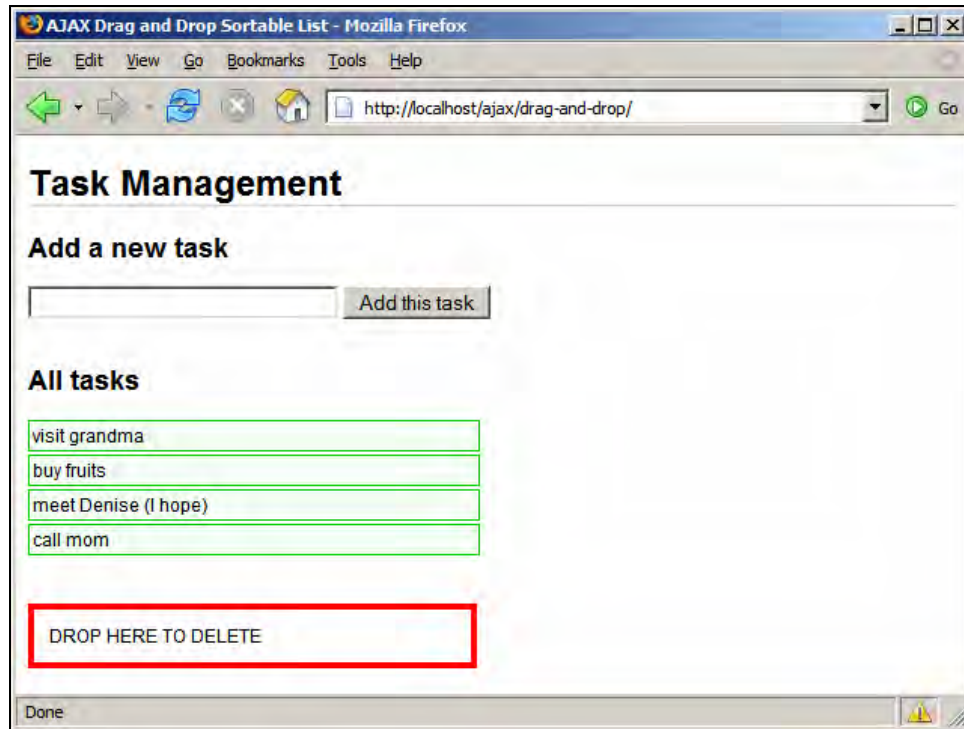 AJAX Drag and Drop Sortable List - Mozilla Firefox
File Edit View Go Bookmarks Tools Help
http://localhost/ajax/drag-and-drop/ Go
Task Management
Add a new task
Add this task
All tasks
visit grandma
buy fruits
meet Denise (I hope)
call mom
DROP HERE TO DELETE
Done